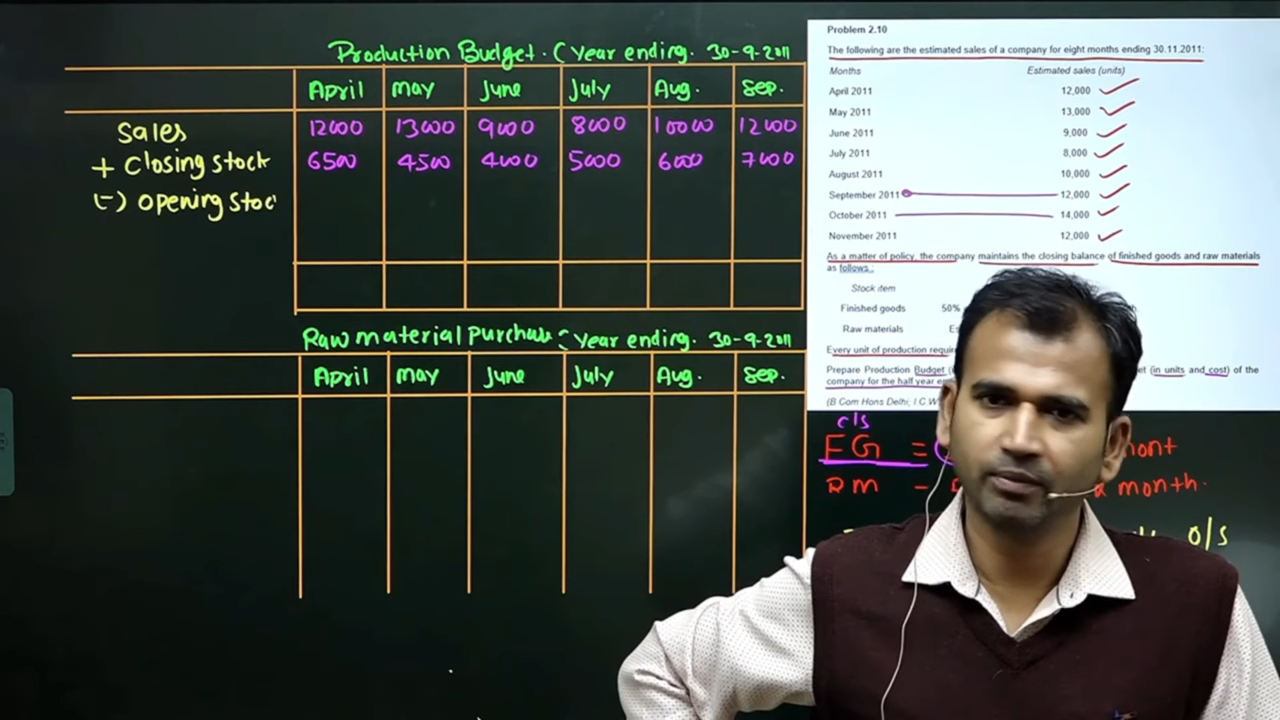 Production Budget. (Year ending. 30-9-2011
April May June July Aug. Sep.
Sales 12000 13000 9000 8000 10000 12000
+ Closing stock 6500 4500 4000 5000 6000 7000
(-) opening stoc
Raw material purchase (Year ending. 30-9-2011
April May June July Aug. Sep.
Problem 2.10
The following are the estimated sales of a company for eight months ending 30.11.2011:
Months Estimated sales (units)
April 2011 12,000
May 2011 13,000
June 2011 9,000
July 2011 8,000
August 2011 10,000
September 2011 12,000
October 2011 14,000
November 2011 12,000
As a matter of policy, the company maintains the closing balance of finished goods and raw materials
as follows:
Stock item
Finished goods 50%
Raw materials Es
Every unit of production requir
Prepare Production Budget (in units and cost) of the
company for the half year e
(B Com Hons Delhi; I C W
c/s
FG = mont
RM month.
o/s